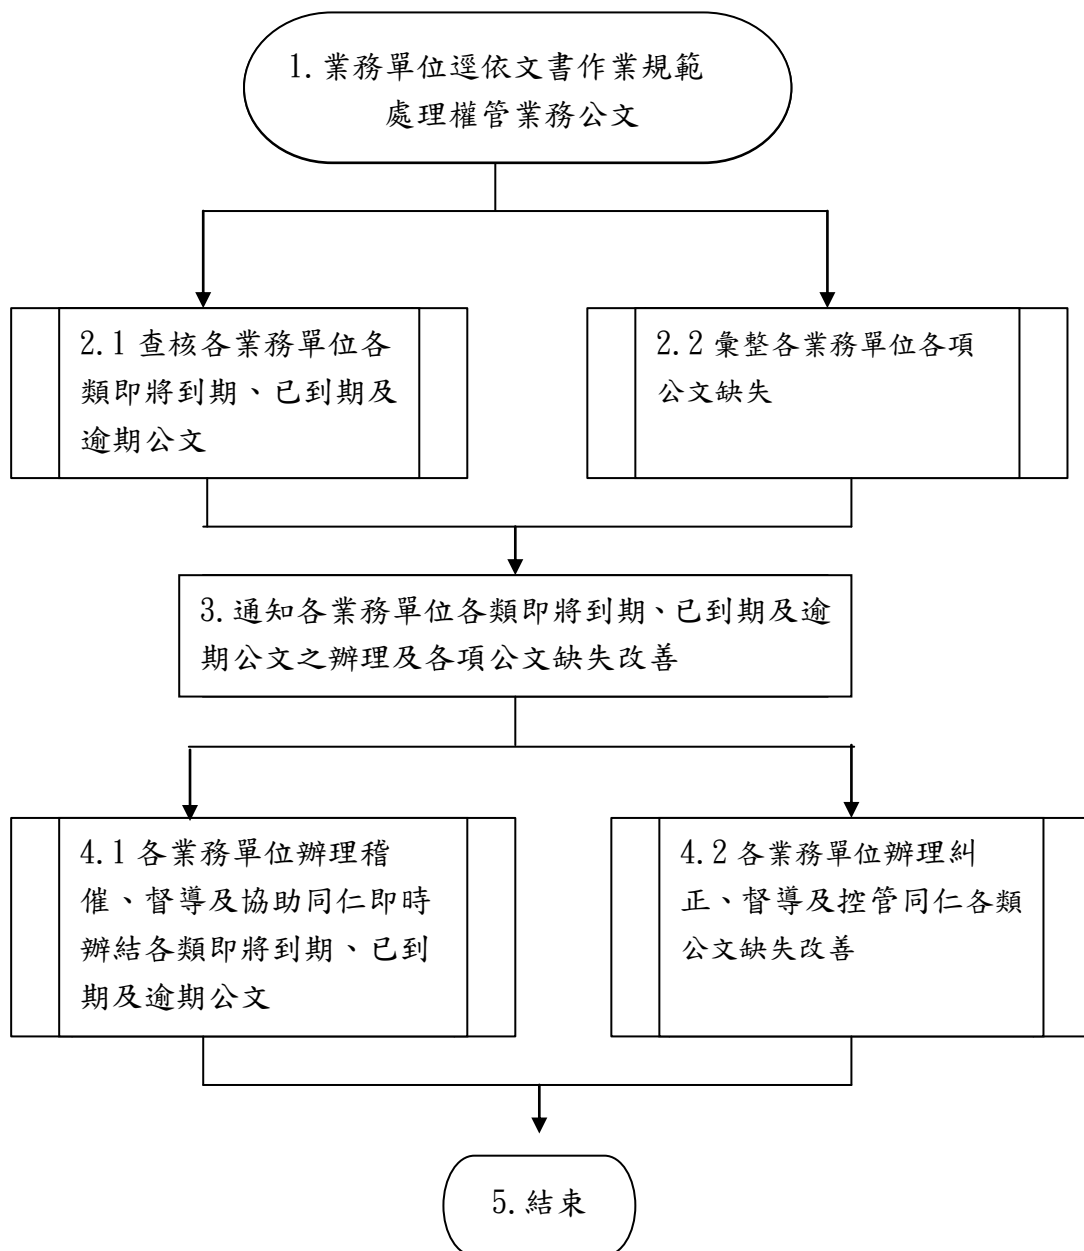 1.業務單位逕依文書作業規範
處理權管業務公文
2.1 查核各業務單位各
類即將到期、已到期及
逾期公文
2.2 彙整各業務單位各項
公文缺失
3.通知各業務單位各類即將到期、已到期及逾
期公文之辦理及各項公文缺失改善
4.1 各業務單位辦理稽
催、督導及協助同仁即時
辦結各類即將到期、已到
期及逾期公文
4.2 各業務單位辦理糾
正、督導及控管同仁各類
公文缺失改善
5.結束